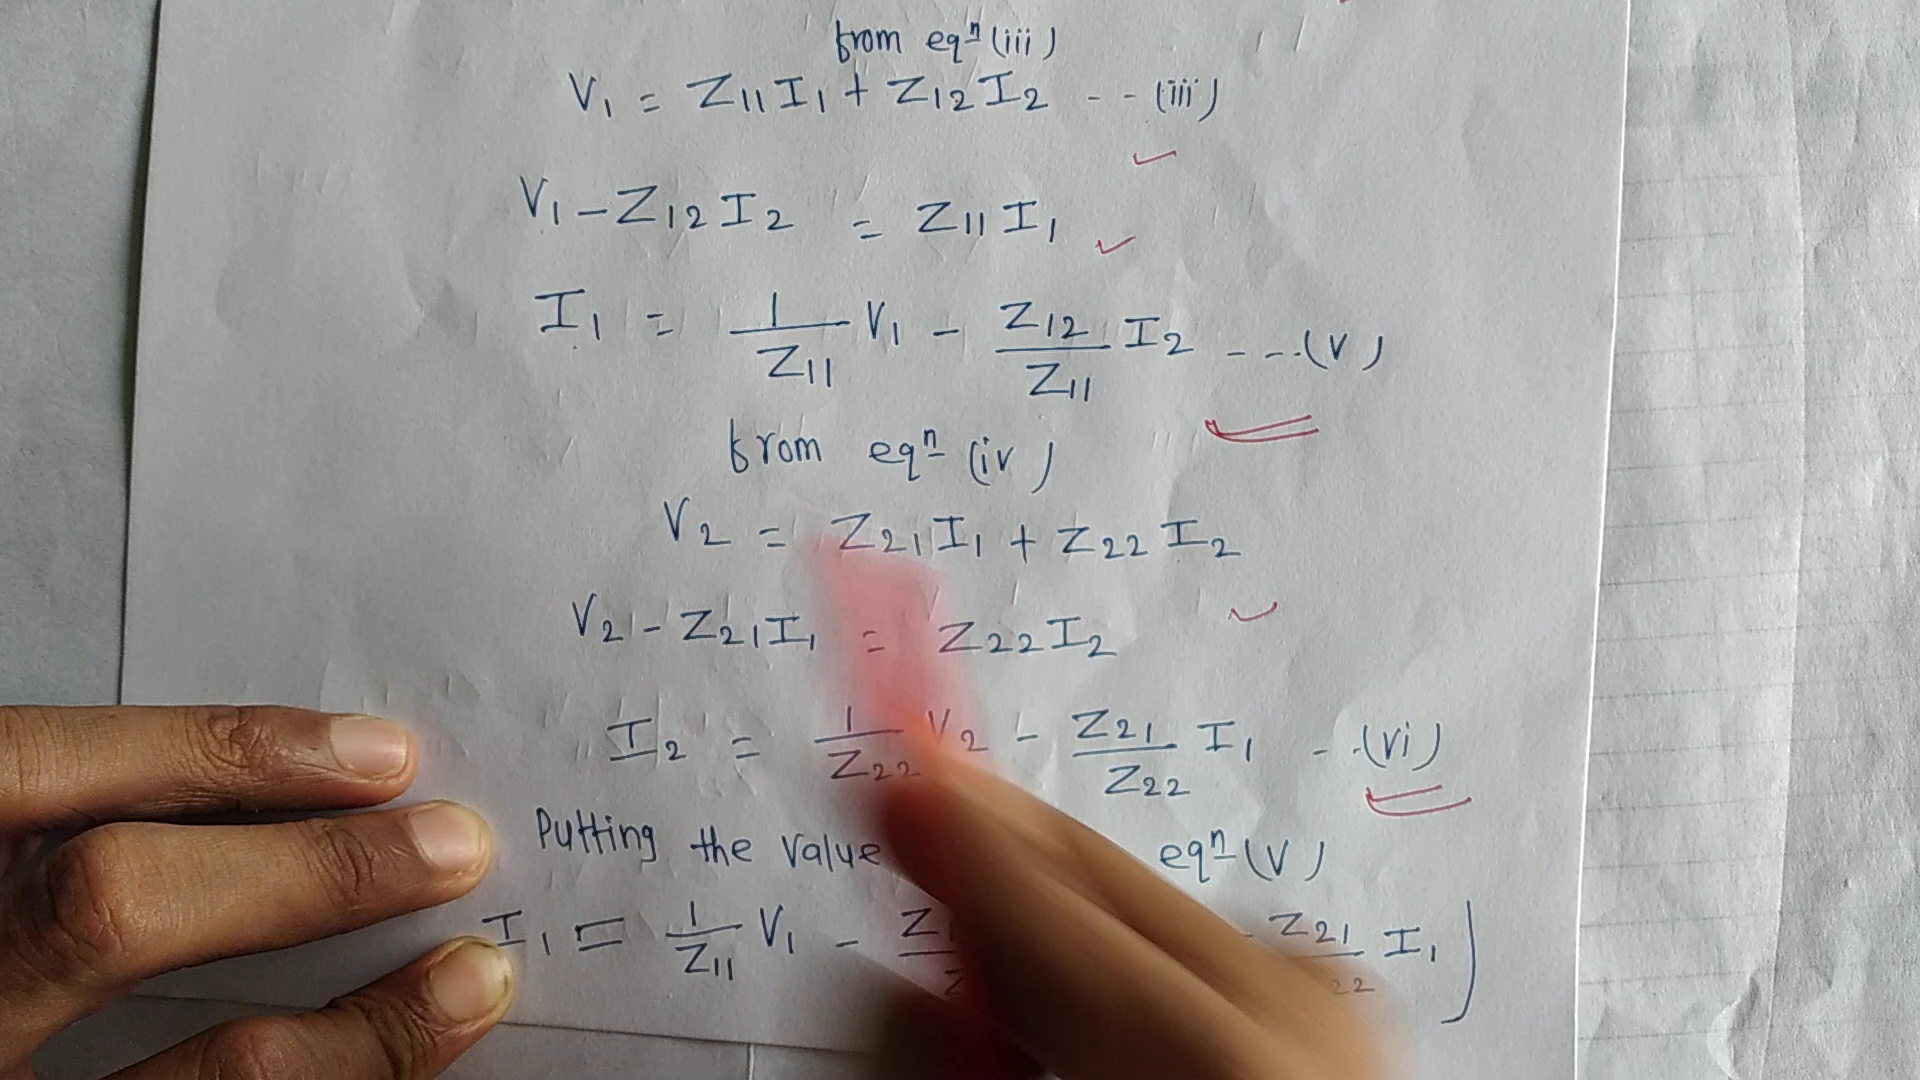 from eqⁿ (iii)
V₁ = Z₁₁I₁ + Z₁₂I₂ - - (iii)
V₁ - Z₁₂I₂ = Z₁₁I₁
I₁ = 1/Z₁₁ V₁ - Z₁₂/Z₁₁ I₂ - - - (V)
from eqⁿ (iv)
V₂ = Z₂₁I₁ + Z₂₂I₂
V₂ - Z₂₁I₁ = Z₂₂I₂
I₂ = 1/Z₂₂ V₂ - Z₂₁/Z₂₂ I₁ - - (vi)
Putting the value eqⁿ (V)
I₁ = 1/Z₁₁ V₁ - - Z₂₁ I₁ ]